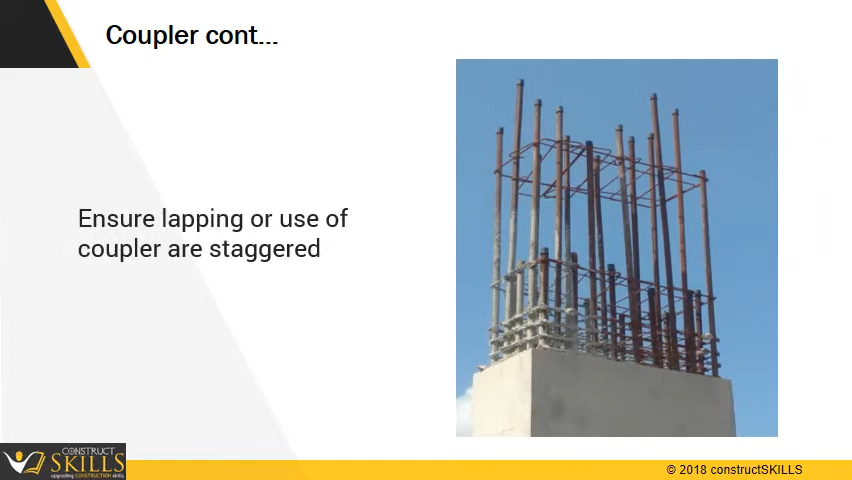 Coupler cont...
Ensure lapping or use of
coupler are staggered
CONSTRUCT
SKILLS
upgrading CONSTRUCTION skills
© 2018 constructSKILLS